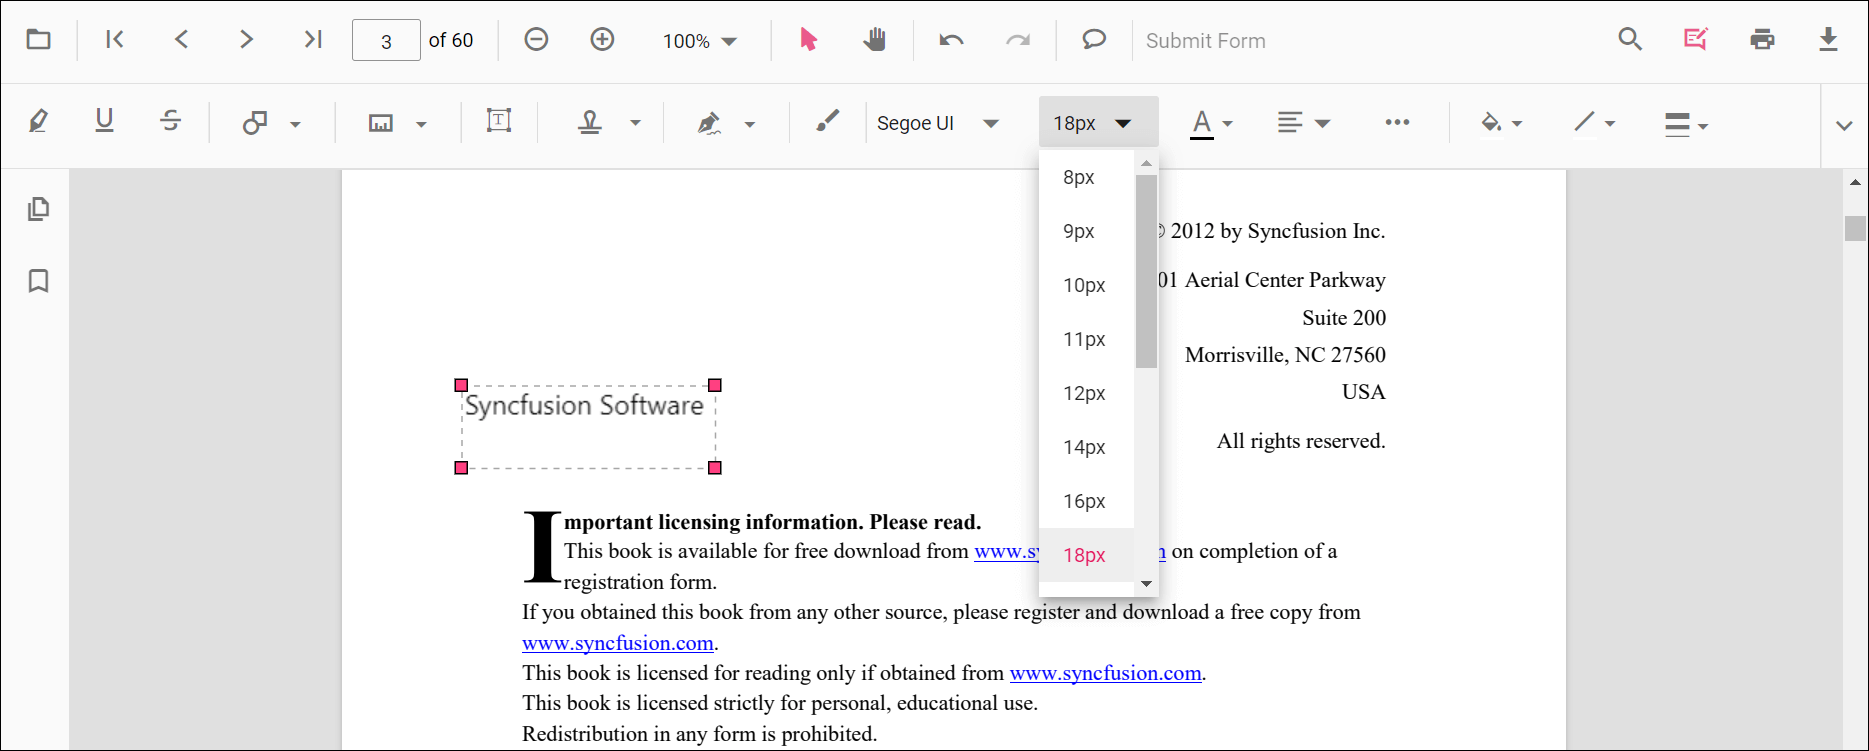 3 of 60 100% Submit Form
U S T Segoe UI 18px A
8px
9px
10px
11px
12px
14px
16px
18px
© 2012 by Syncfusion Inc.
01 Aerial Center Parkway
Suite 200
Morrisville, NC 27560
USA
All rights reserved.
Syncfusion Software
Important licensing information. Please read.
This book is available for free download from www.sy n on completion of a
registration form.
If you obtained this book from any other source, please register and download a free copy from
www.syncfusion.com.
This book is licensed for reading only if obtained from www.syncfusion.com.
This book is licensed strictly for personal, educational use.
Redistribution in any form is prohibited.